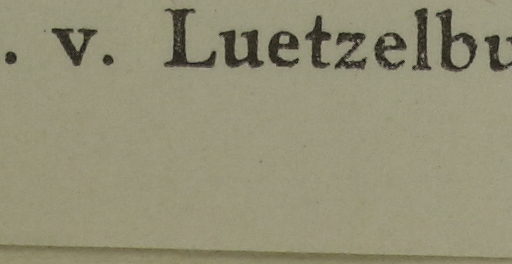 . v. Luetzelbu